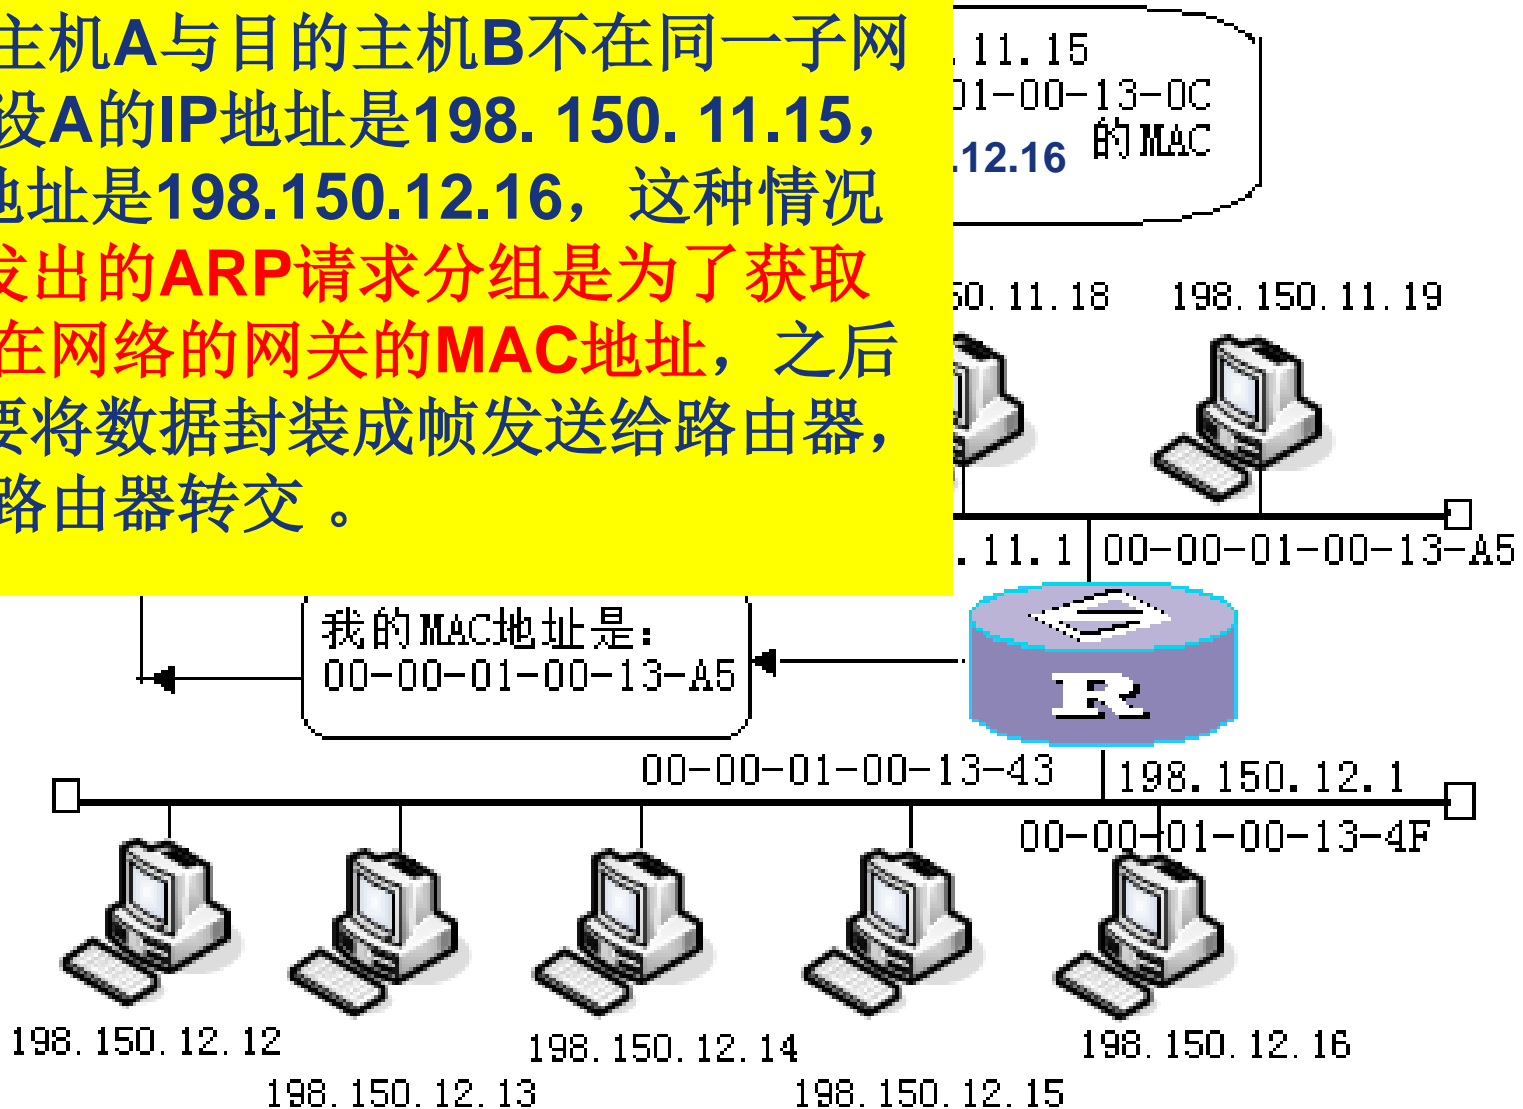 主机A与目的主机B不在同一子网
设A的IP地址是198. 150. 11.15，
地址是198.150.12.16，这种情况
发出的ARP请求分组是为了获取
在网络的网关的MAC地址，之后
要将数据封装成帧发送给路由器，
路由器转交 。
.11.15
01-00-13-0C
.12.16 的MAC
50.11.18
198.150.11.19
.11.1
00-00-01-00-13-A5
我的MAC地址是:
00-00-01-00-13-A5
R
00-00-01-00-13-43
198.150.12.1
00-00-01-00-13-4F
198.150.12.12
198.150.12.13
198.150.12.14
198.150.12.15
198.150.12.16